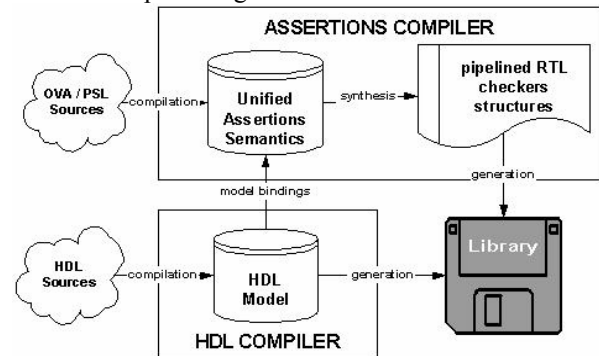 ASSERTIONS COMPILER
OVA / PSL
Sources
compilation
Unified
Assertions
Semantics
synthesis
pipelined RTL
checkers
structures
model bindings
generation
HDL
Sources
compilation
HDL
Model
generation
Library
HDL COMPILER